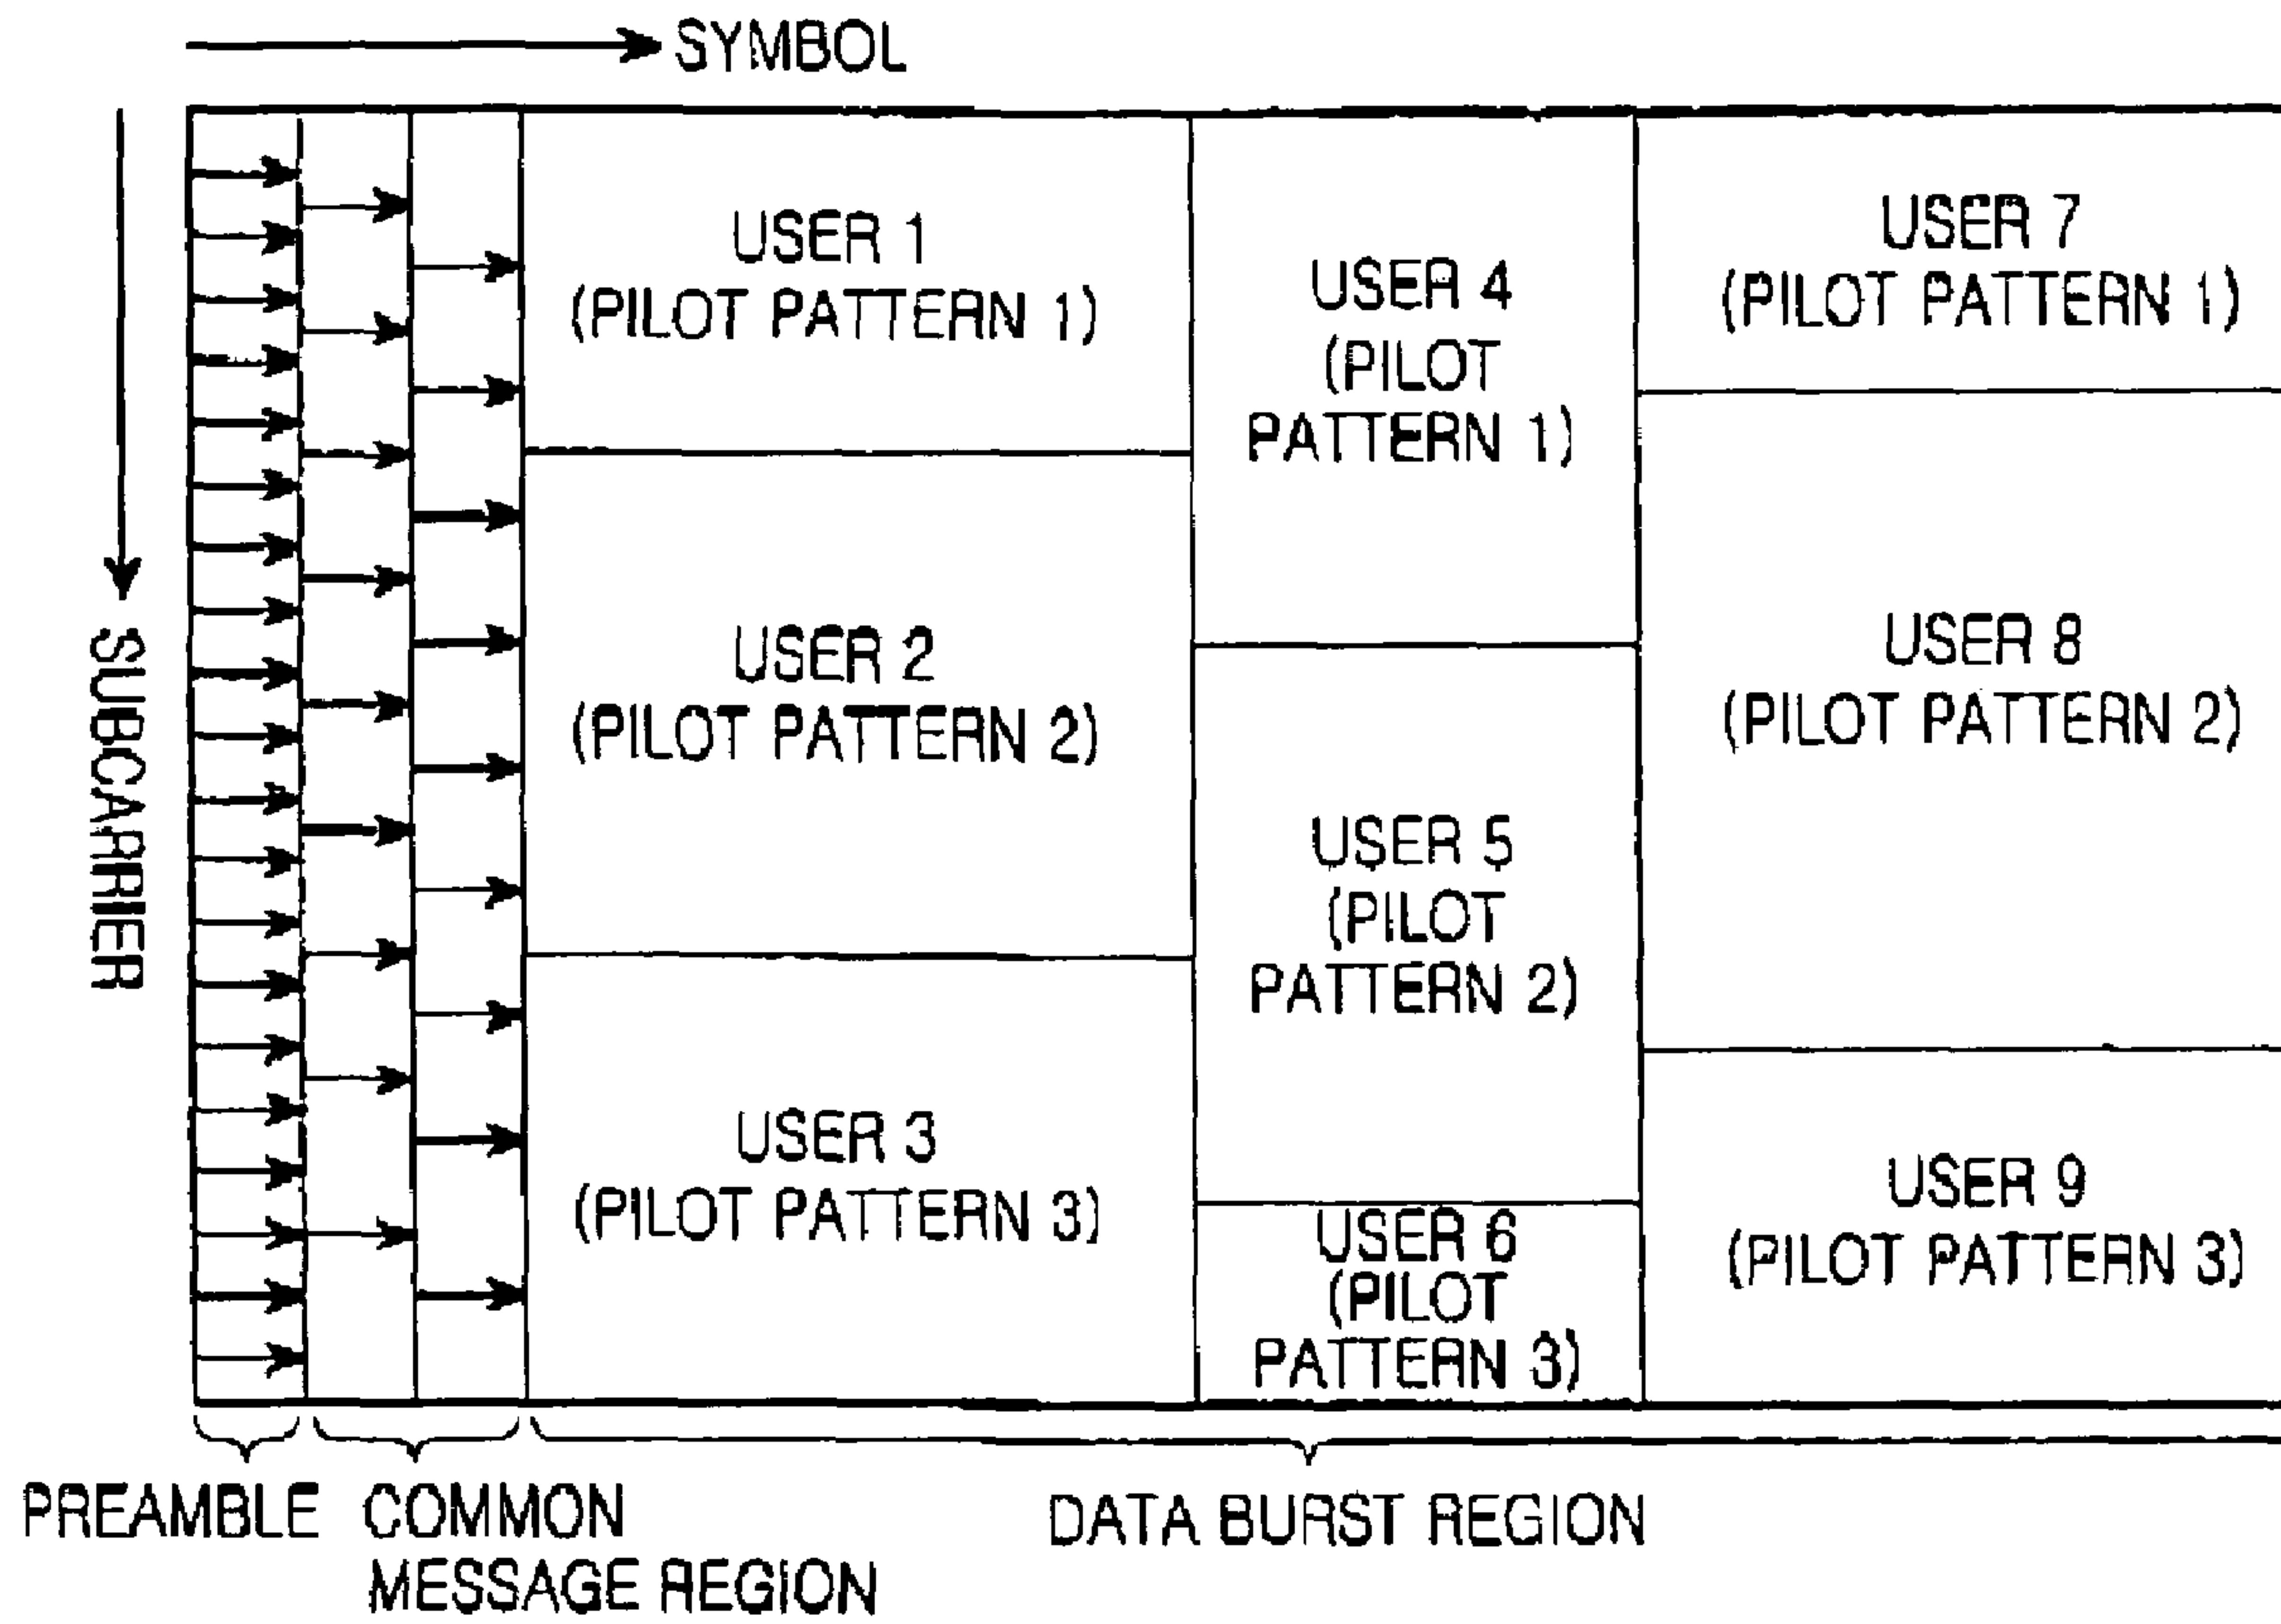 SYMBOL
SUBCARRIER
USER 1
(PILOT PATTERN 1)
USER 2
(PILOT PATTERN 2)
USER 3
(PILOT PATTERN 3)
USER 4
(PILOT
PATTERN 1)
USER 5
(PILOT
PATTERN 2)
USER 6
(PILOT
PATTERN 3)
USER 7
(PILOT PATTERN 1)
USER 8
(PILOT PATTERN 2)
USER 9
(PILOT PATTERN 3)
PREAMBLE
COMMON
MESSAGE REGION
DATA BURST REGION